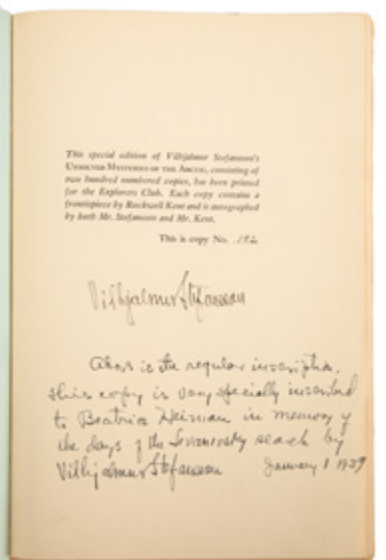 This special edition of Vilhjalmur Stefansson's
UNSOLVED MYSTERIES OF THE ARCTIC, consisting of
two hundred numbered copies, has been printed
for the Explorers Club. Each copy contains a
frontispiece by Rockwell Kent and is autographed
by both Mr. Stefansson and Mr. Kent.
This is copy No. 192
Vilhjalmur Stefansson
Above is the regular inscription.
This copy is very specially inscribed
to Beatrice in memory of
the days of the search by
Vilhjalmur Stefansson January 1 1939